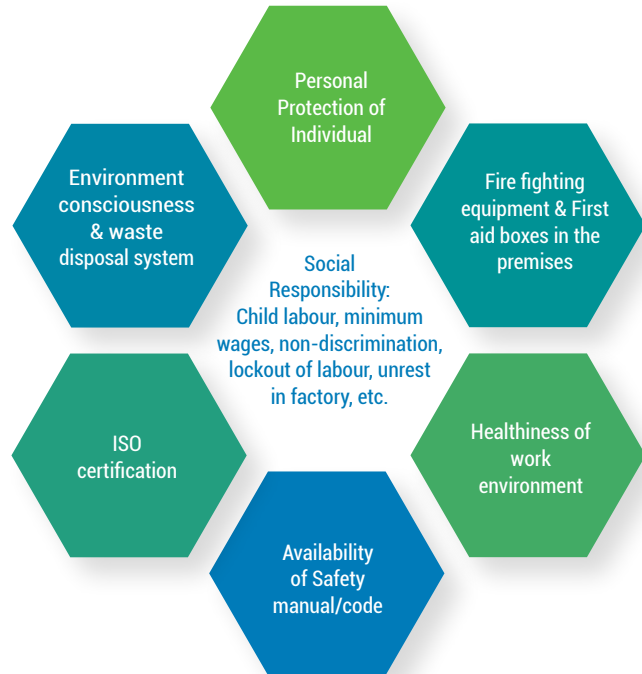 Personal
Protection of
Individual
Fire fighting
equipment & First
aid boxes in the
premises
Healthiness of
work
environment
Availability
of Safety
manual/code
ISO
certification
Environment
consciousness
& waste
disposal system
Social
Responsibility:
Child labour, minimum
wages, non-discrimination,
lockout of labour, unrest
in factory, etc.